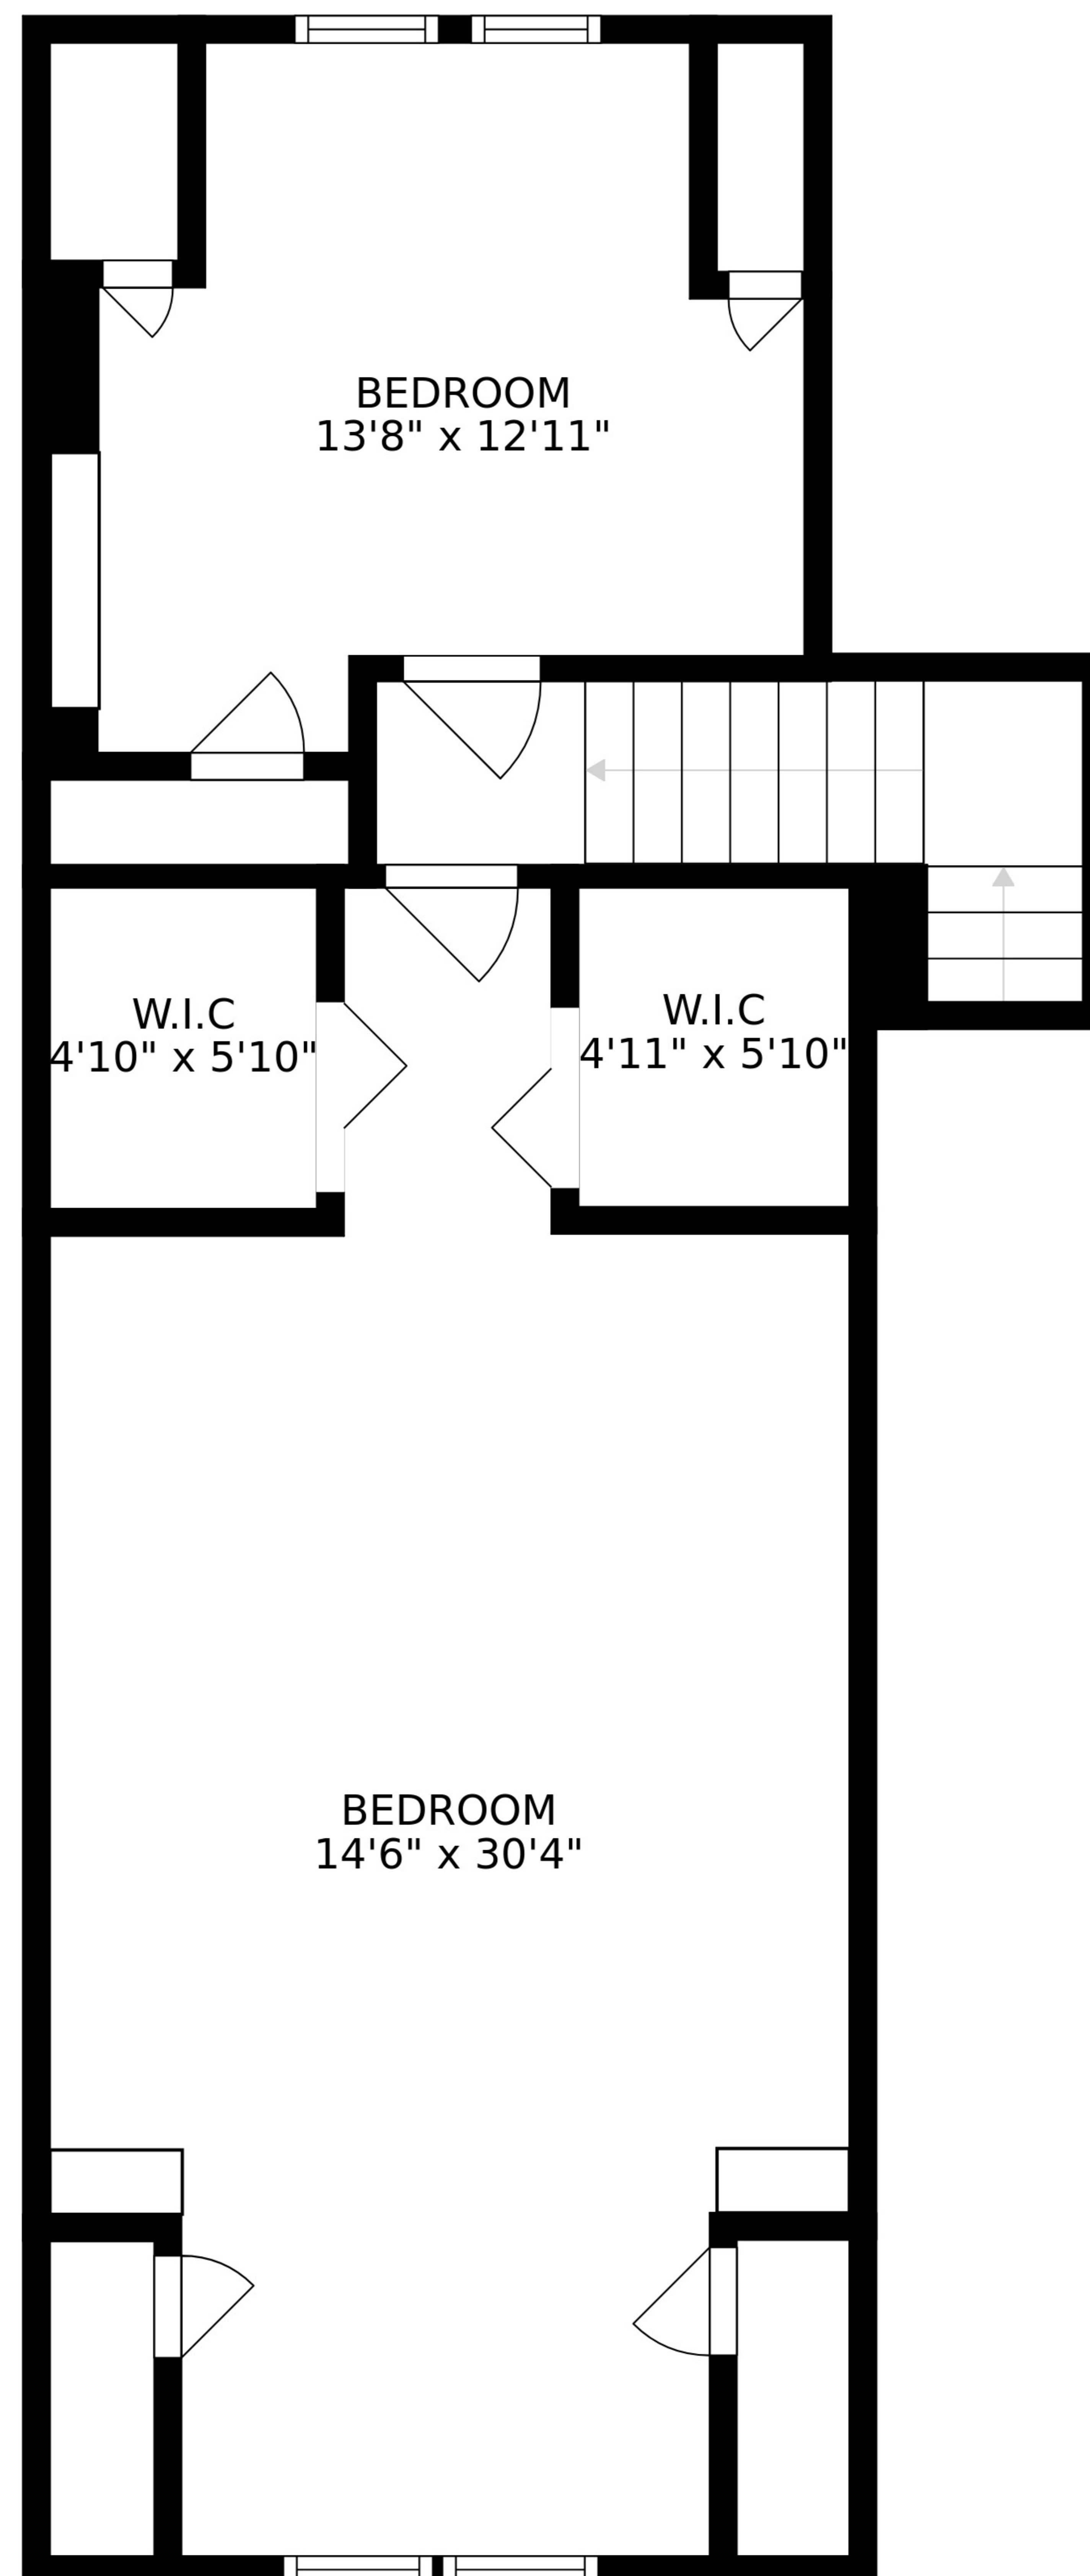 BEDROOM
13'8" x 12'11"
W.I.C
4'10" x 5'10"
W.I.C
4'11" x 5'10"
BEDROOM
14'6" x 30'4"